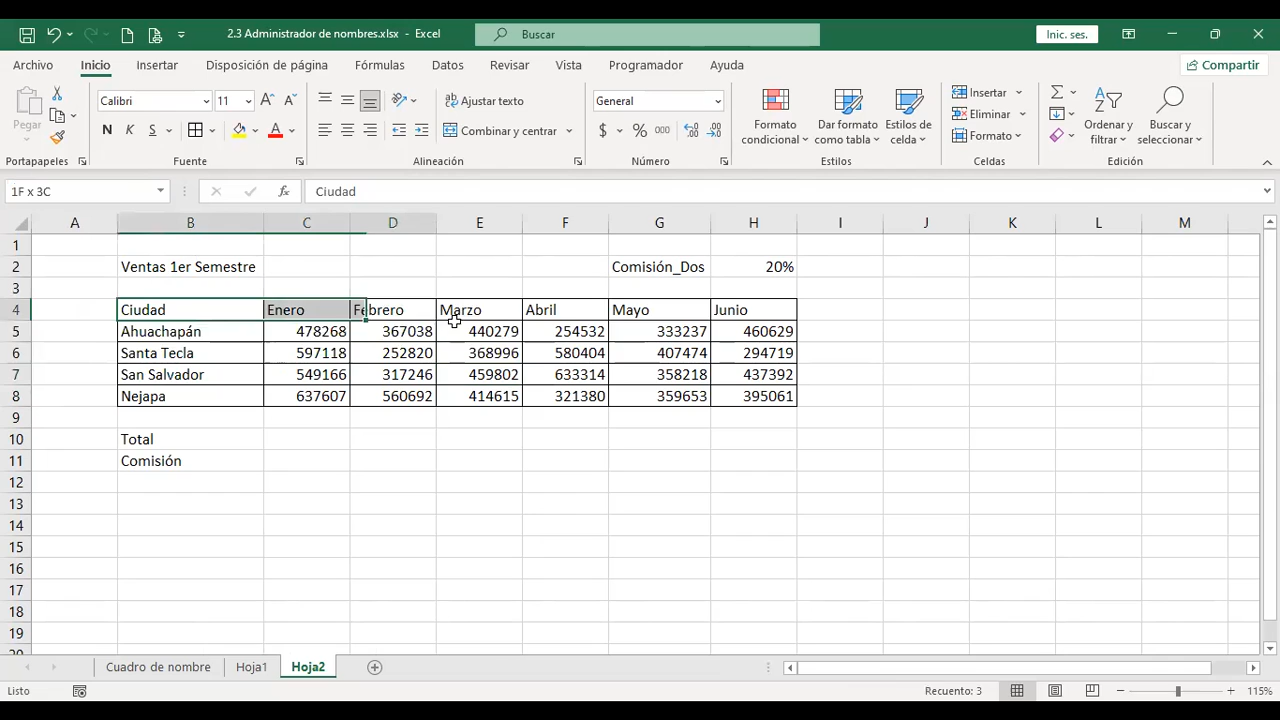 2.3 Administrador de nombres.xlsx - Excel
Buscar
Inic. ses.
Archivo Inicio Insertar Disposición de página Fórmulas Datos Revisar Vista Programador Ayuda Compartir
Pegar
Calibri 11
N K S
Ajustar texto
Combinar y centrar
General
$ % 000
Formato condicional
Dar formato como tabla
Estilos de celda
Insertar
Eliminar
Formato
Ordenar y filtrar
Buscar y seleccionar
Portapapeles Fuente Alineación Número Estilos Celdas Edición
1F x 3C fx Ciudad
A B C D E F G H I J K L M
1
2 Ventas 1er Semestre Comisión_Dos 20%
3
4 Ciudad Enero Febrero Marzo Abril Mayo Junio
5 Ahuachapán 478268 367038 440279 254532 333237 460629
6 Santa Tecla 597118 252820 368996 580404 407474 294719
7 San Salvador 549166 317246 459802 633314 358218 437392
8 Nejapa 637607 560692 414615 321380 359653 395061
9
10 Total
11 Comisión
12
13
14
15
16
17
18
19
20
Cuadro de nombre Hoja1 Hoja2
Listo Recuento: 3 115%